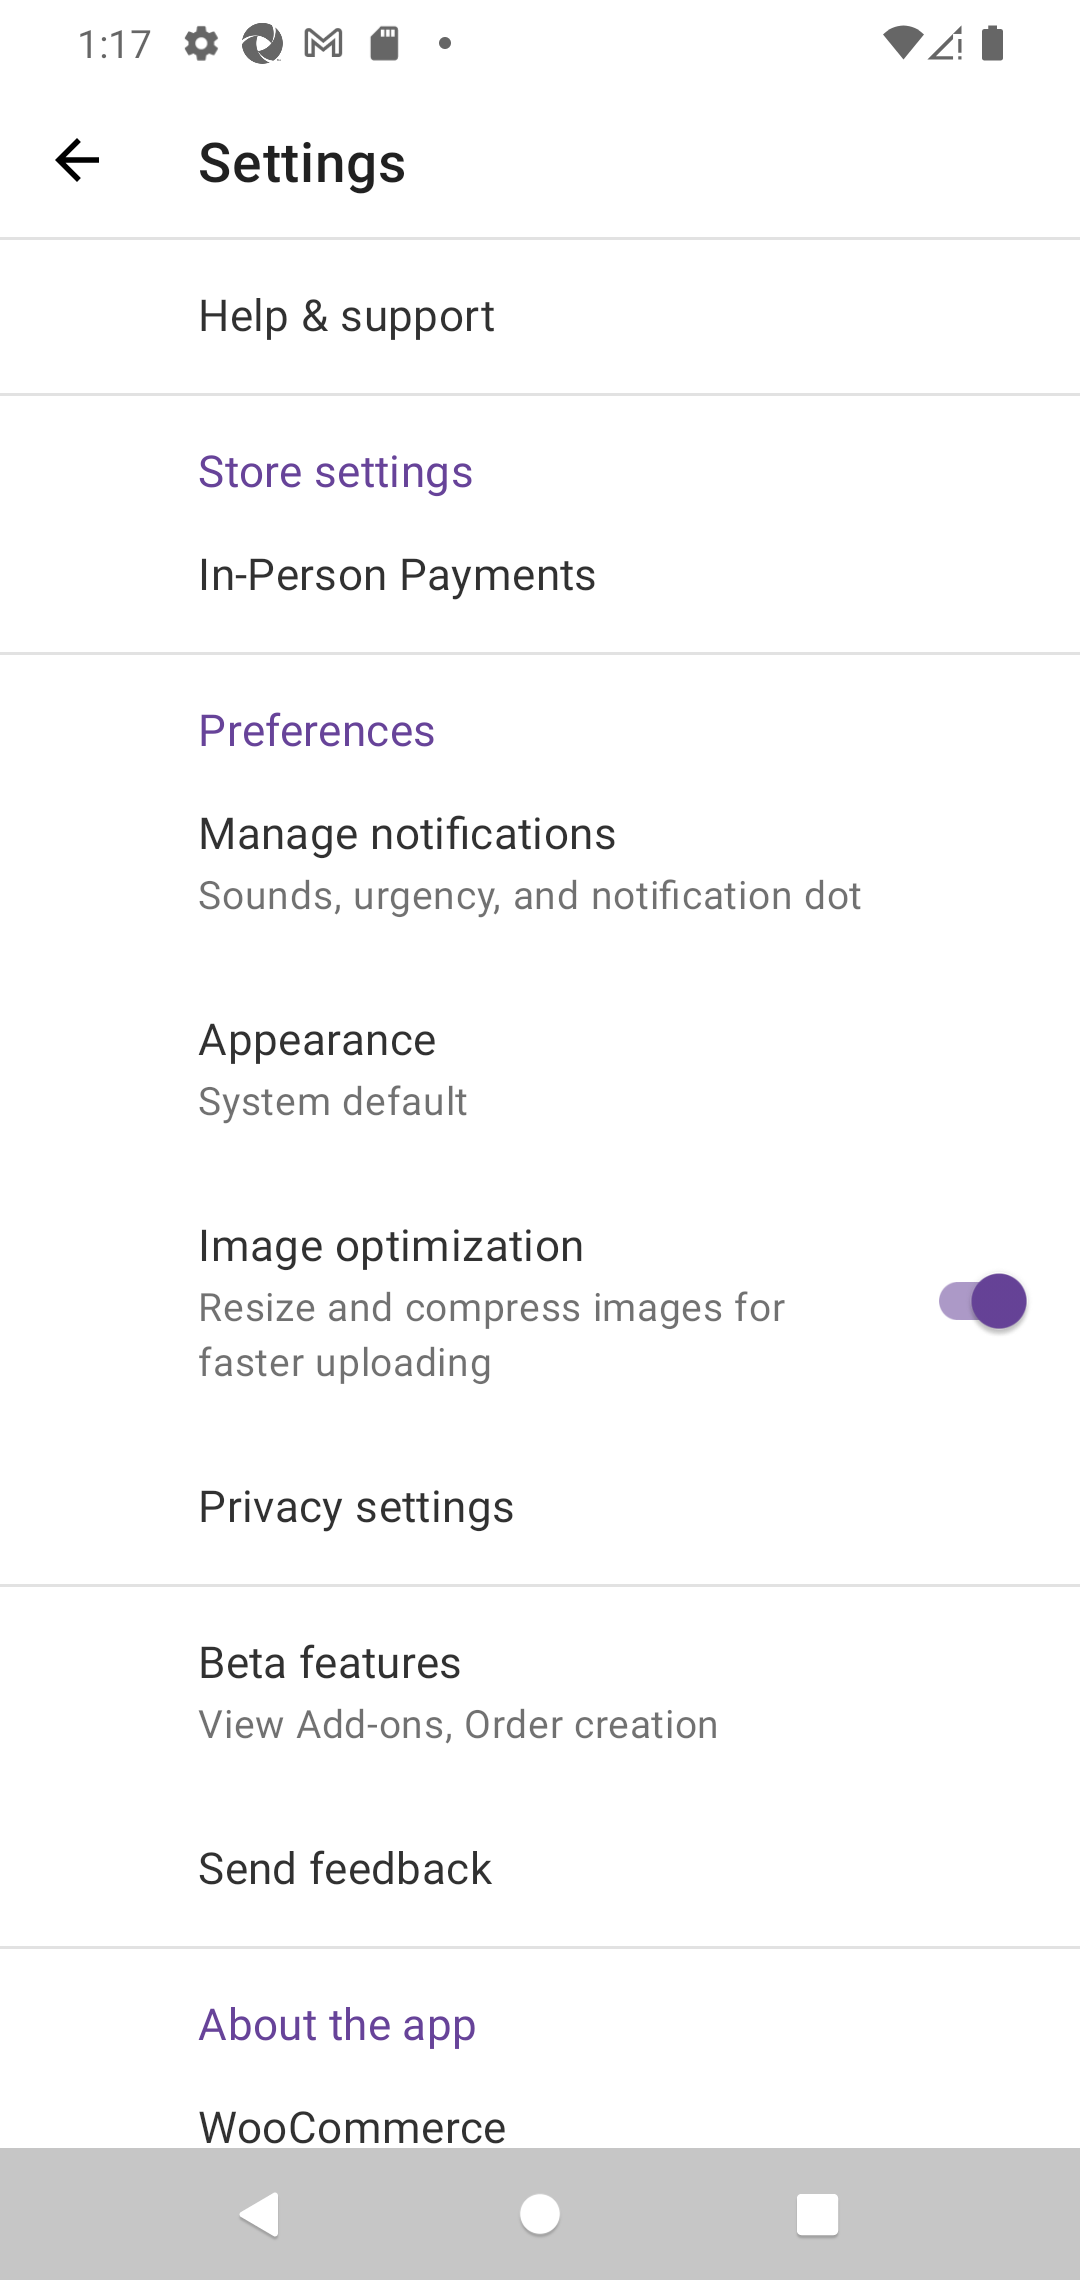 1:17
Settings
Help & support
Store settings
In-Person Payments
Preferences
Manage notifications
Sounds, urgency, and notification dot
Appearance
System default
Image optimization
Resize and compress images for
faster uploading
Privacy settings
Beta features
View Add-ons, Order creation
Send feedback
About the app
WooCommerce